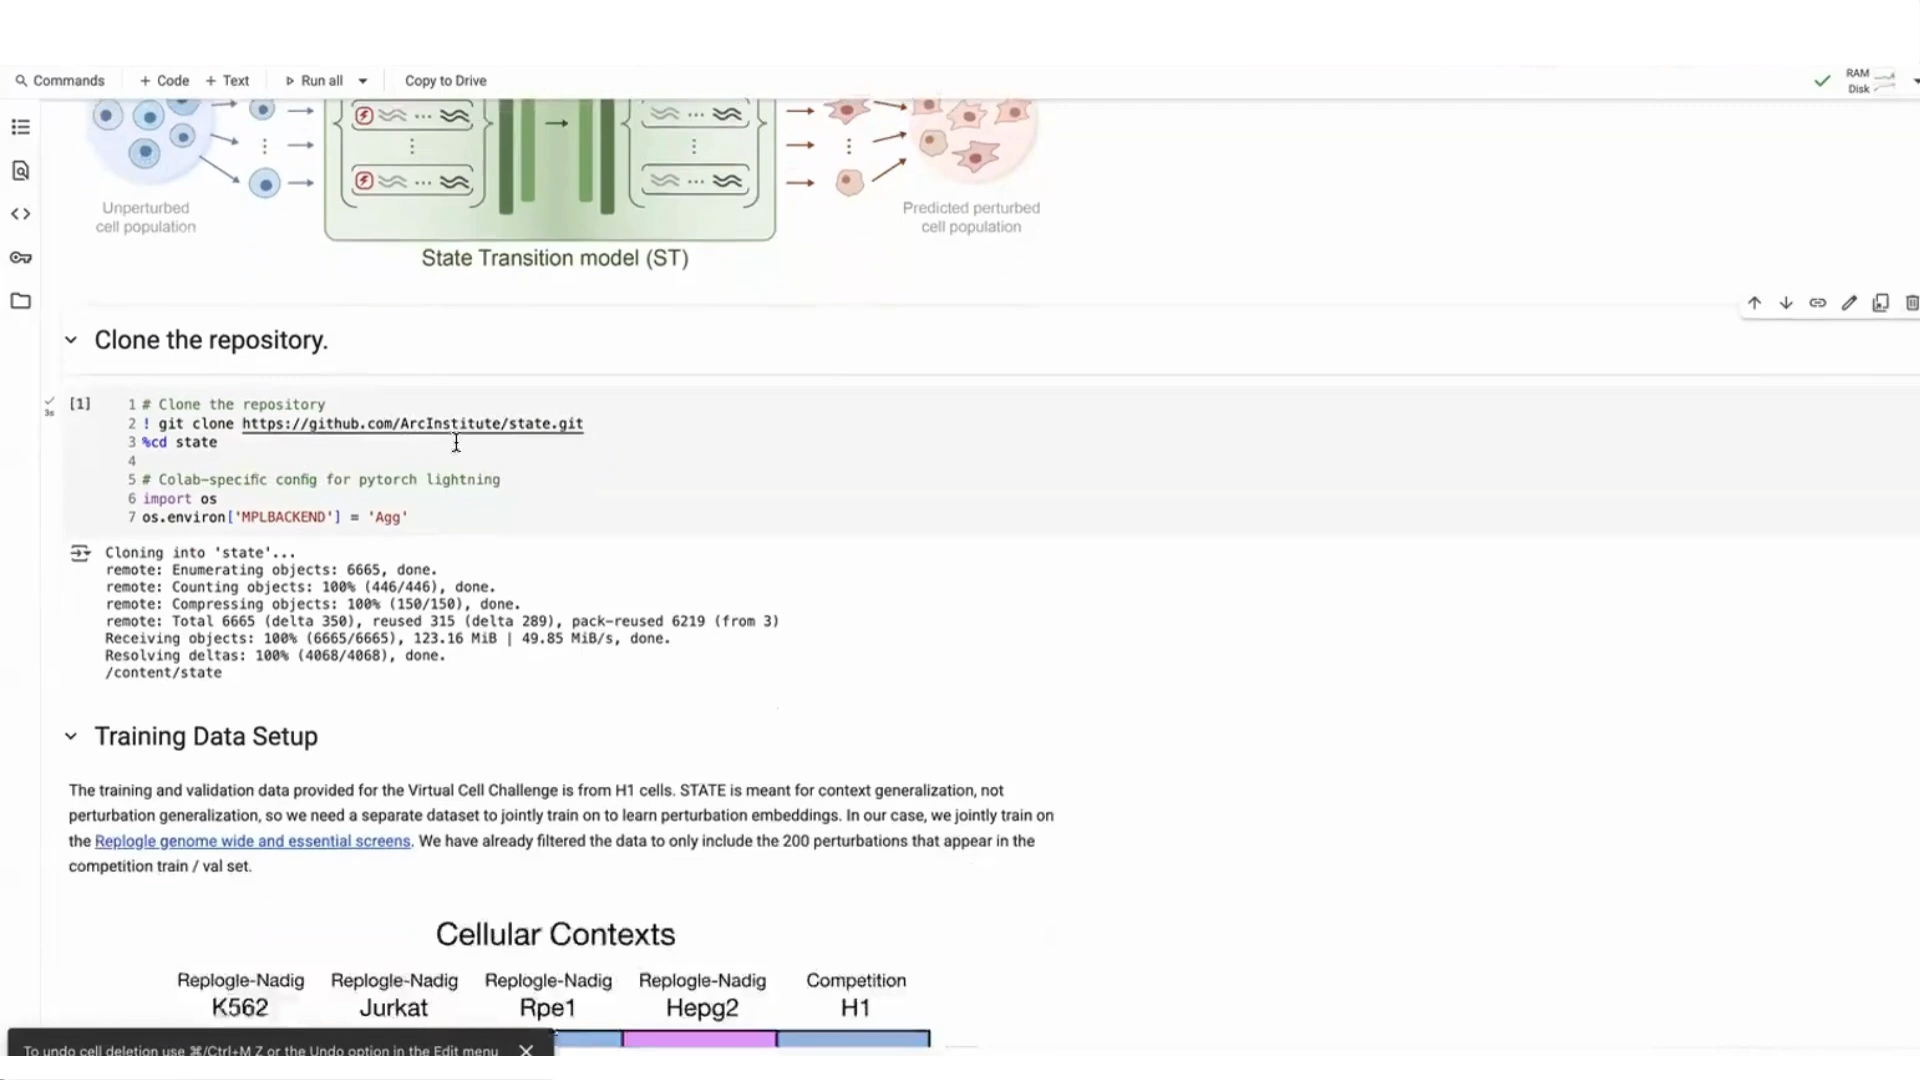 Commands + Code + Text Run all Copy to Drive
RAM
Disk
Unperturbed
cell population
Predicted perturbed
cell population
State Transition model (ST)
Clone the repository.
3s
[1]
1 # Clone the repository
2 ! git clone https://github.com/ArcInstitute/state.git
3 %cd state
4
5 # Colab-specific config for pytorch lightning
6 import os
7 os.environ['MPLBACKEND'] = 'Agg'
Cloning into 'state'...
remote: Enumerating objects: 6665, done.
remote: Counting objects: 100% (446/446), done.
remote: Compressing objects: 100% (150/150), done.
remote: Total 6665 (delta 350), reused 315 (delta 289), pack-reused 6219 (from 3)
Receiving objects: 100% (6665/6665), 123.16 MiB | 49.85 MiB/s, done.
Resolving deltas: 100% (4068/4068), done.
/content/state
Training Data Setup
The training and validation data provided for the Virtual Cell Challenge is from H1 cells. STATE is meant for context generalization, not
perturbation generalization, so we need a separate dataset to jointly train on to learn perturbation embeddings. In our case, we jointly train on
the Replogle genome wide and essential screens. We have already filtered the data to only include the 200 perturbations that appear in the
competition train / val set.
Cellular Contexts
Replogle-Nadig Replogle-Nadig Replogle-Nadig Replogle-Nadig Competition
K562 Jurkat Rpe1 Hepg2 H1
To undo cell deletion use ⌘/Ctrl+M Z or the Undo option in the Edit menu